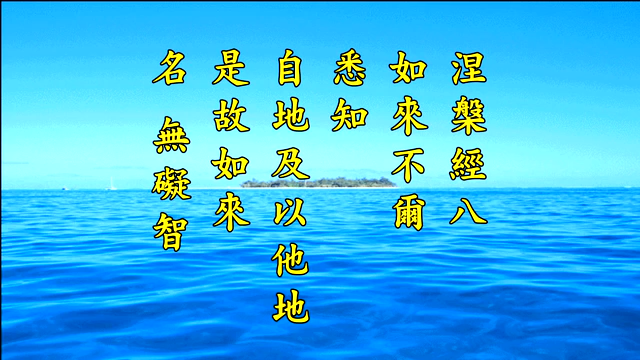 涅槃經八
如來不爾
悉知
自地及以他地
是故如來
名 無礙智